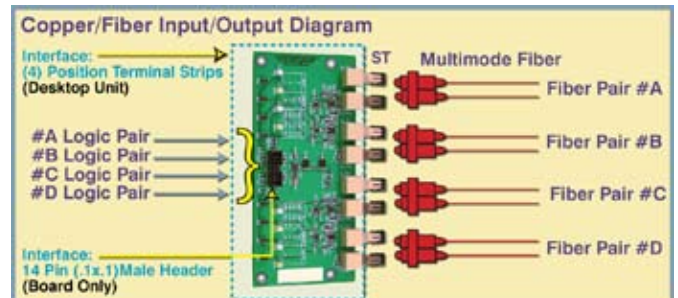 Copper/Fiber Input/Output Diagram
Interface:
(4) Position Terminal Strips
(Desktop Unit)
ST
Multimode Fiber
Fiber Pair #A
#A Logic Pair
#B Logic Pair
#C Logic Pair
#D Logic Pair
Fiber Pair #B
Fiber Pair #C
Fiber Pair #D
Interface:
14 Pin (.1x.1)Male Header
(Board Only)